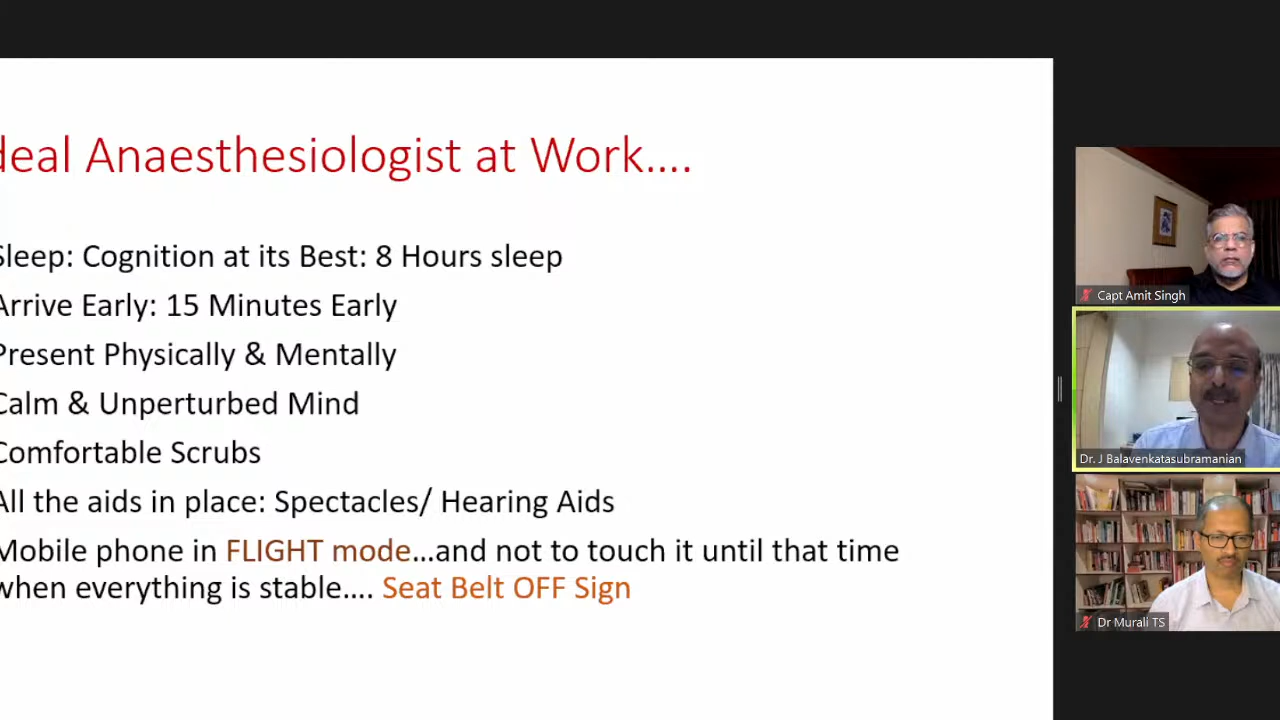 deal Anaesthesiologist at Work....
Sleep: Cognition at its Best: 8 Hours sleep
Arrive Early: 15 Minutes Early
Present Physically & Mentally
Calm & Unperturbed Mind
Comfortable Scrubs
All the aids in place: Spectacles/ Hearing Aids
Mobile phone in FLIGHT mode...and not to touch it until that time
when everything is stable.... Seat Belt OFF Sign
Capt Amit Singh
Dr. J Balavenkatasubramanian
Dr Murali TS